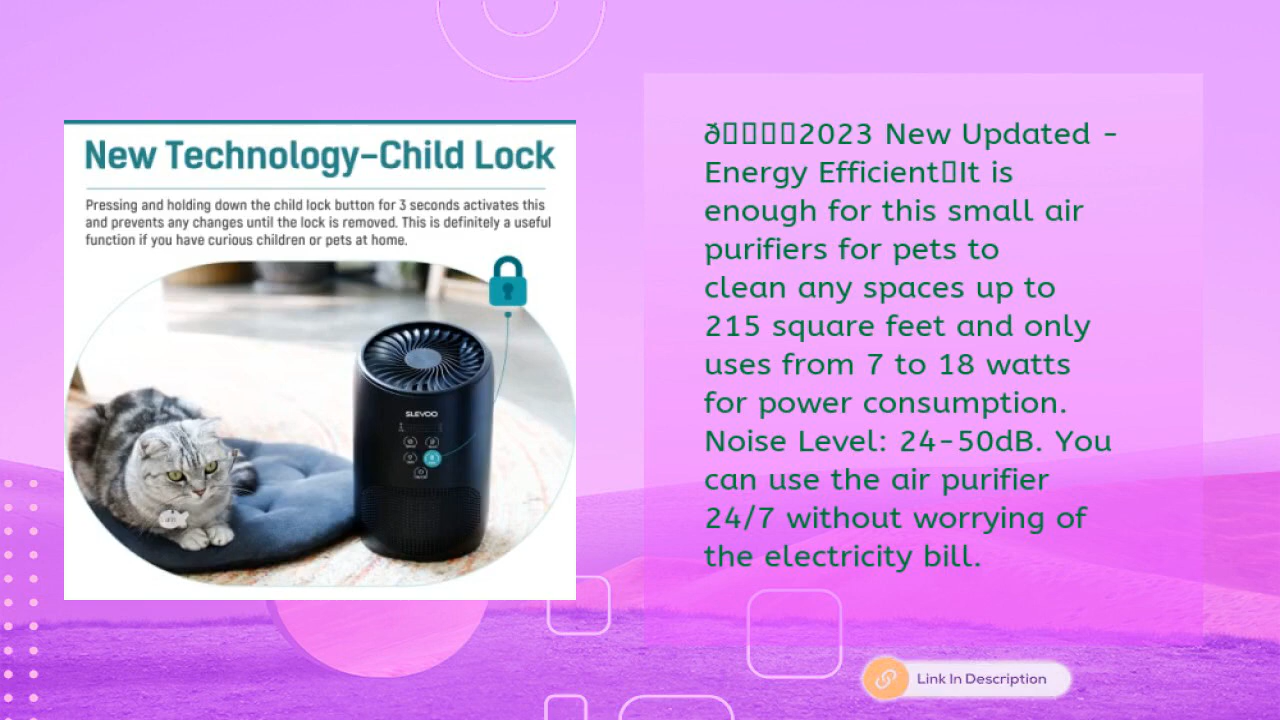 New Technology-Child Lock
Pressing and holding down the child lock button for 3 seconds activates this
and prevents any changes until the lock is removed. This is definitely a useful
function if you have curious children or pets at home.
SLEVOO
ð2023 New Updated -
Energy EfficientIt is
enough for this small air
purifiers for pets to
clean any spaces up to
215 square feet and only
uses from 7 to 18 watts
for power consumption.
Noise Level: 24-50dB. You
can use the air purifier
24/7 without worrying of
the electricity bill.
Link In Description